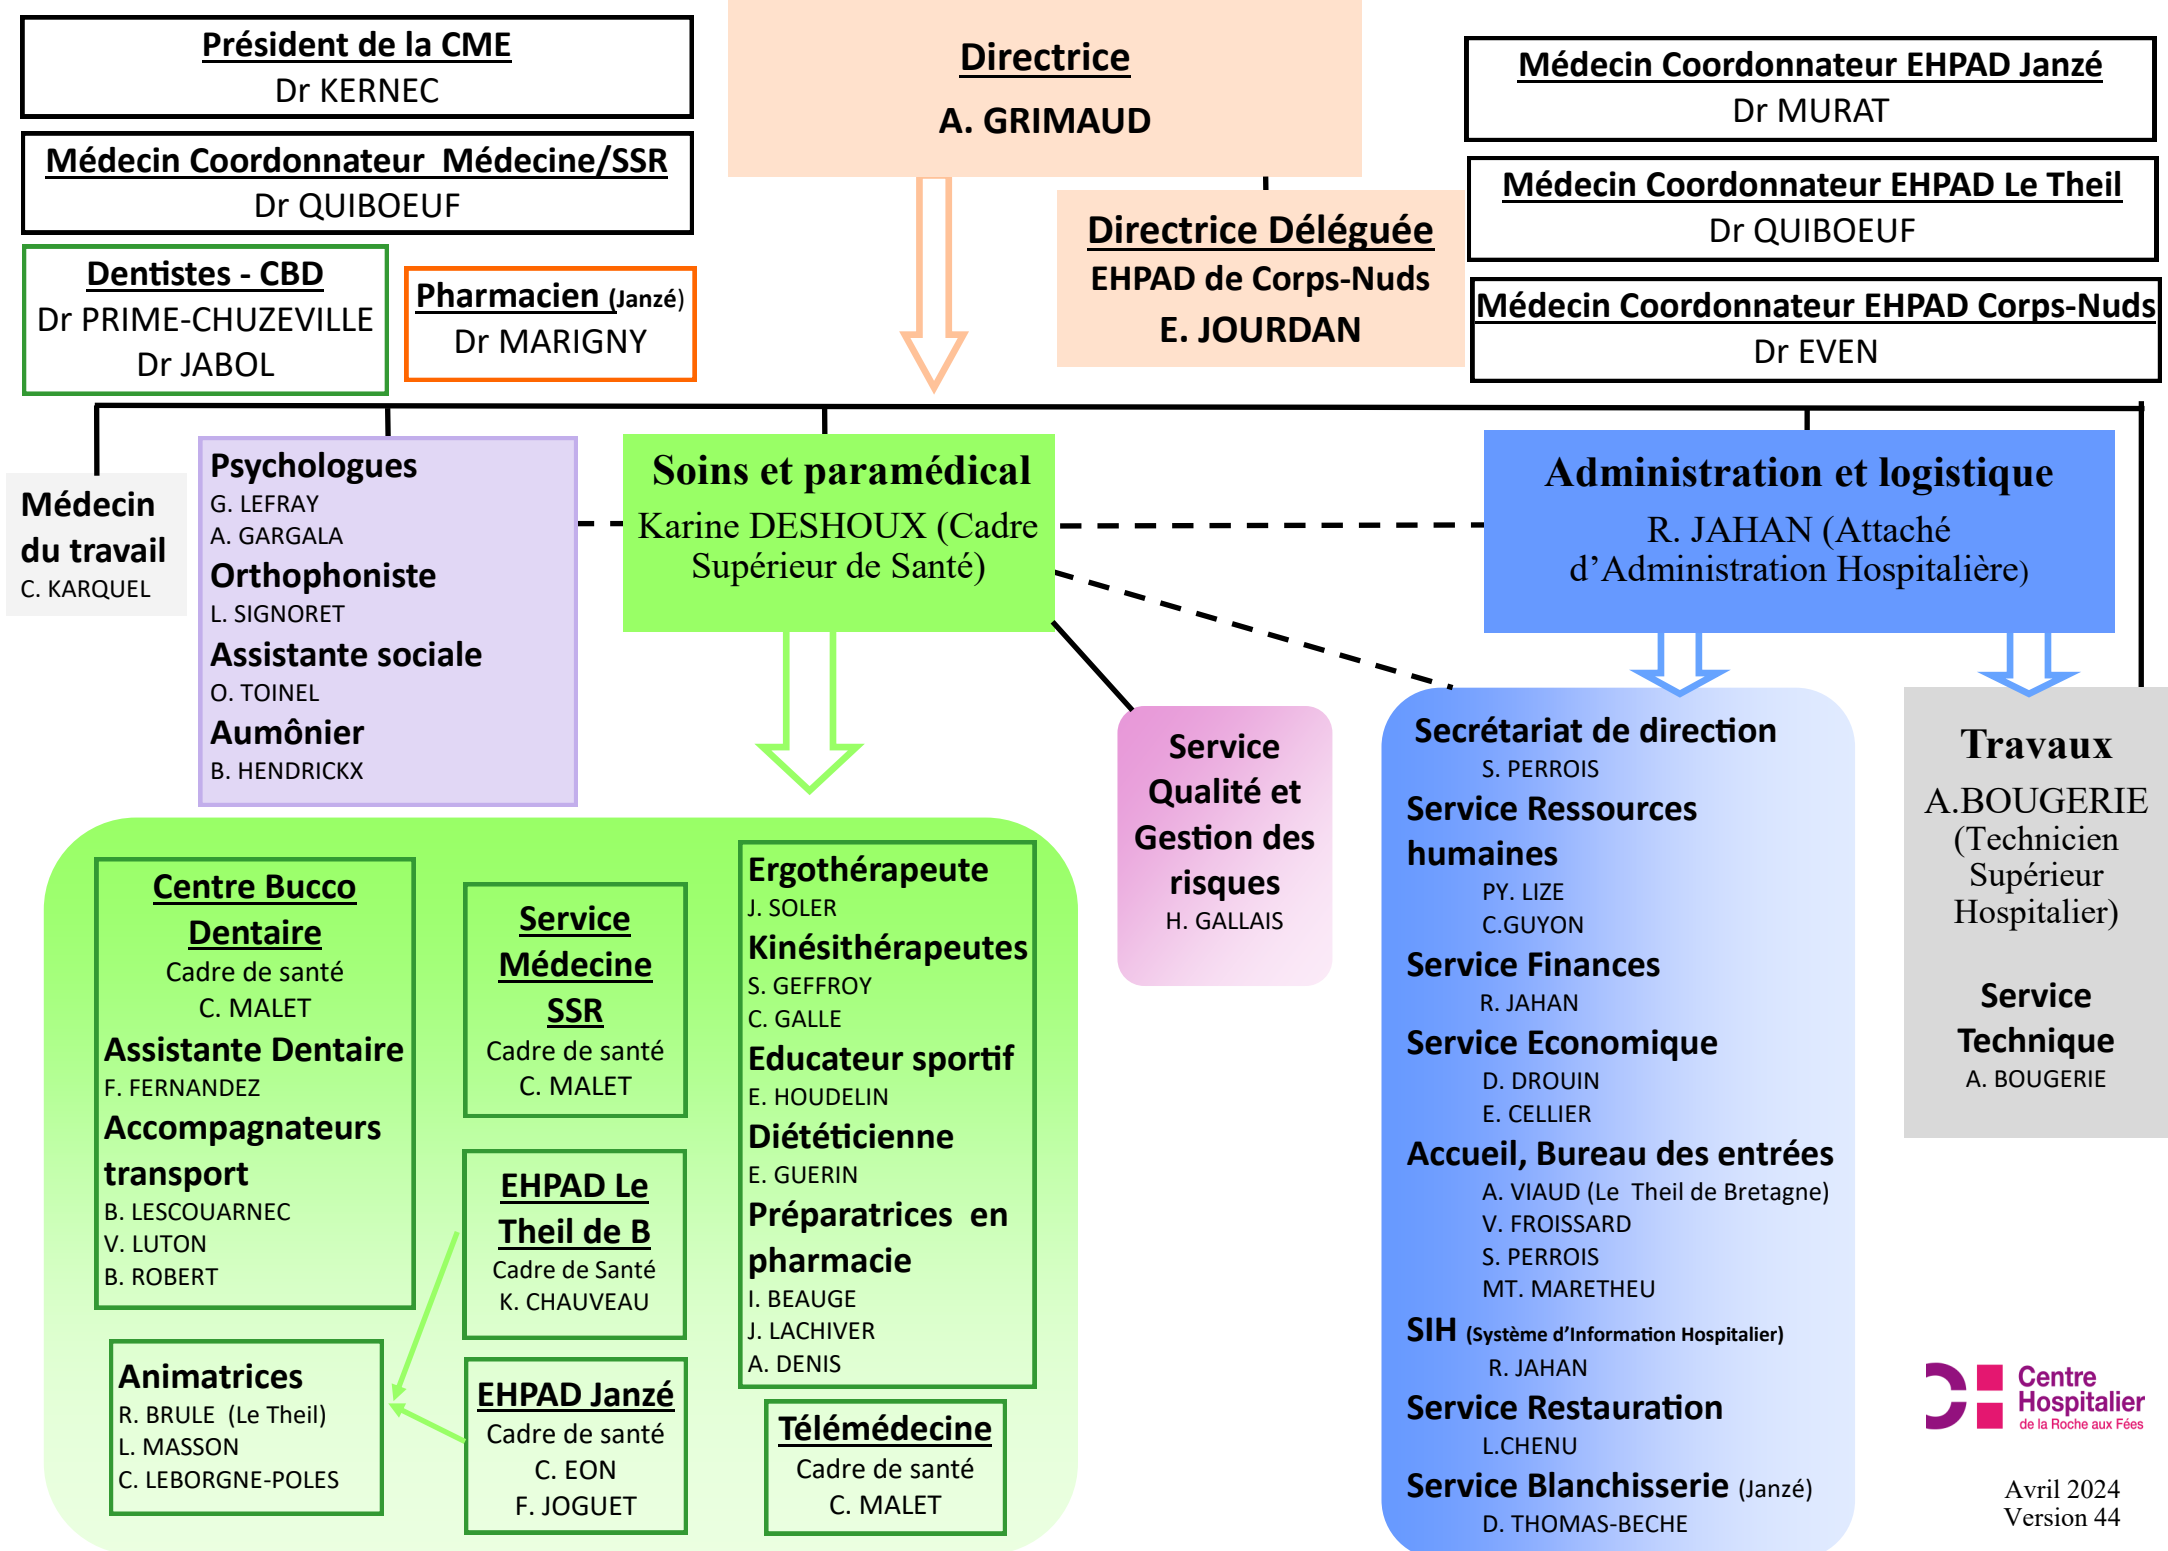 Président de la CME
Dr KERNEC
Médecin Coordonnateur Médecine/SSR
Dr QUIBOEUF
Dentistes - CBD
Dr PRIME-CHUZEVILLE
Dr JABOL
Pharmacien (Janzé)
Dr MARIGNY
Directrice
A. GRIMAUD
Directrice Déléguée
EHPAD de Corps-Nuds
E. JOURDAN
Médecin Coordonnateur EHPAD Janzé
Dr MURAT
Médecin Coordonnateur EHPAD Le Theil
Dr QUIBOEUF
Médecin Coordonnateur EHPAD Corps-Nuds
Dr EVEN
Médecin
du travail
C. KARQUEL
Psychologues
G. LEFRAY
A. GARGALA
Orthophoniste
L. SIGNORET
Assistante sociale
O. TOINEL
Aumônier
B. HENDRICKX
Soins et paramédical
Karine DESHOUX (Cadre
Supérieur de Santé)
Administration et logistique
R. JAHAN (Attaché
d’Administration Hospitalière)
Centre Bucco
Dentaire
Cadre de santé
C. MALET
Assistante Dentaire
F. FERNANDEZ
Accompagnateurs
transport
B. LESCOUARNEC
V. LUTON
B. ROBERT
Animatrices
R. BRULE (Le Theil)
L. MASSON
C. LEBORGNE-POLES
Service
Médecine
SSR
Cadre de santé
C. MALET
EHPAD Le
Theil de B
Cadre de Santé
K. CHAUVEAU
EHPAD Janzé
Cadre de santé
C. EON
F. JOGUET
Ergothérapeute
J. SOLER
Kinésithérapeutes
S. GEFFROY
C. GALLE
Educateur sportif
E. HOUDELIN
Diététicienne
E. GUERIN
Préparatrices en
pharmacie
I. BEAUGE
J. LACHIVER
A. DENIS
Télémédecine
Cadre de santé
C. MALET
Service
Qualité et
Gestion des
risques
H. GALLAIS
Secrétariat de direction
S. PERROIS
Service Ressources
humaines
PY. LIZE
C.GUYON
Service Finances
R. JAHAN
Service Economique
D. DROUIN
E. CELLIER
Accueil, Bureau des entrées
A. VIAUD (Le Theil de Bretagne)
V. FROISSARD
S. PERROIS
MT. MARETHEU
SIH (Système d’Information Hospitalier)
R. JAHAN
Service Restauration
L.CHENU
Service Blanchisserie (Janzé)
D. THOMAS-BECHE
Travaux
A.BOUGERIE
(Technicien
Supérieur
Hospitalier)
Service
Technique
A. BOUGERIE
Centre
Hospitalier
de la Roche aux Fées
Avril 2024
Version 44